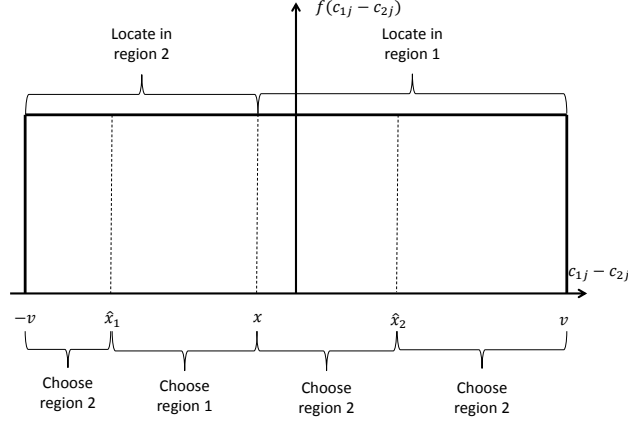 f(c₁ⱼ − c₂ⱼ)
Locate in
region 2
Locate in
region 1
c₁ⱼ − c₂ⱼ
−v
x̂₁
x
x̂₂
v
Choose
region 2
Choose
region 1
Choose
region 2
Choose
region 2